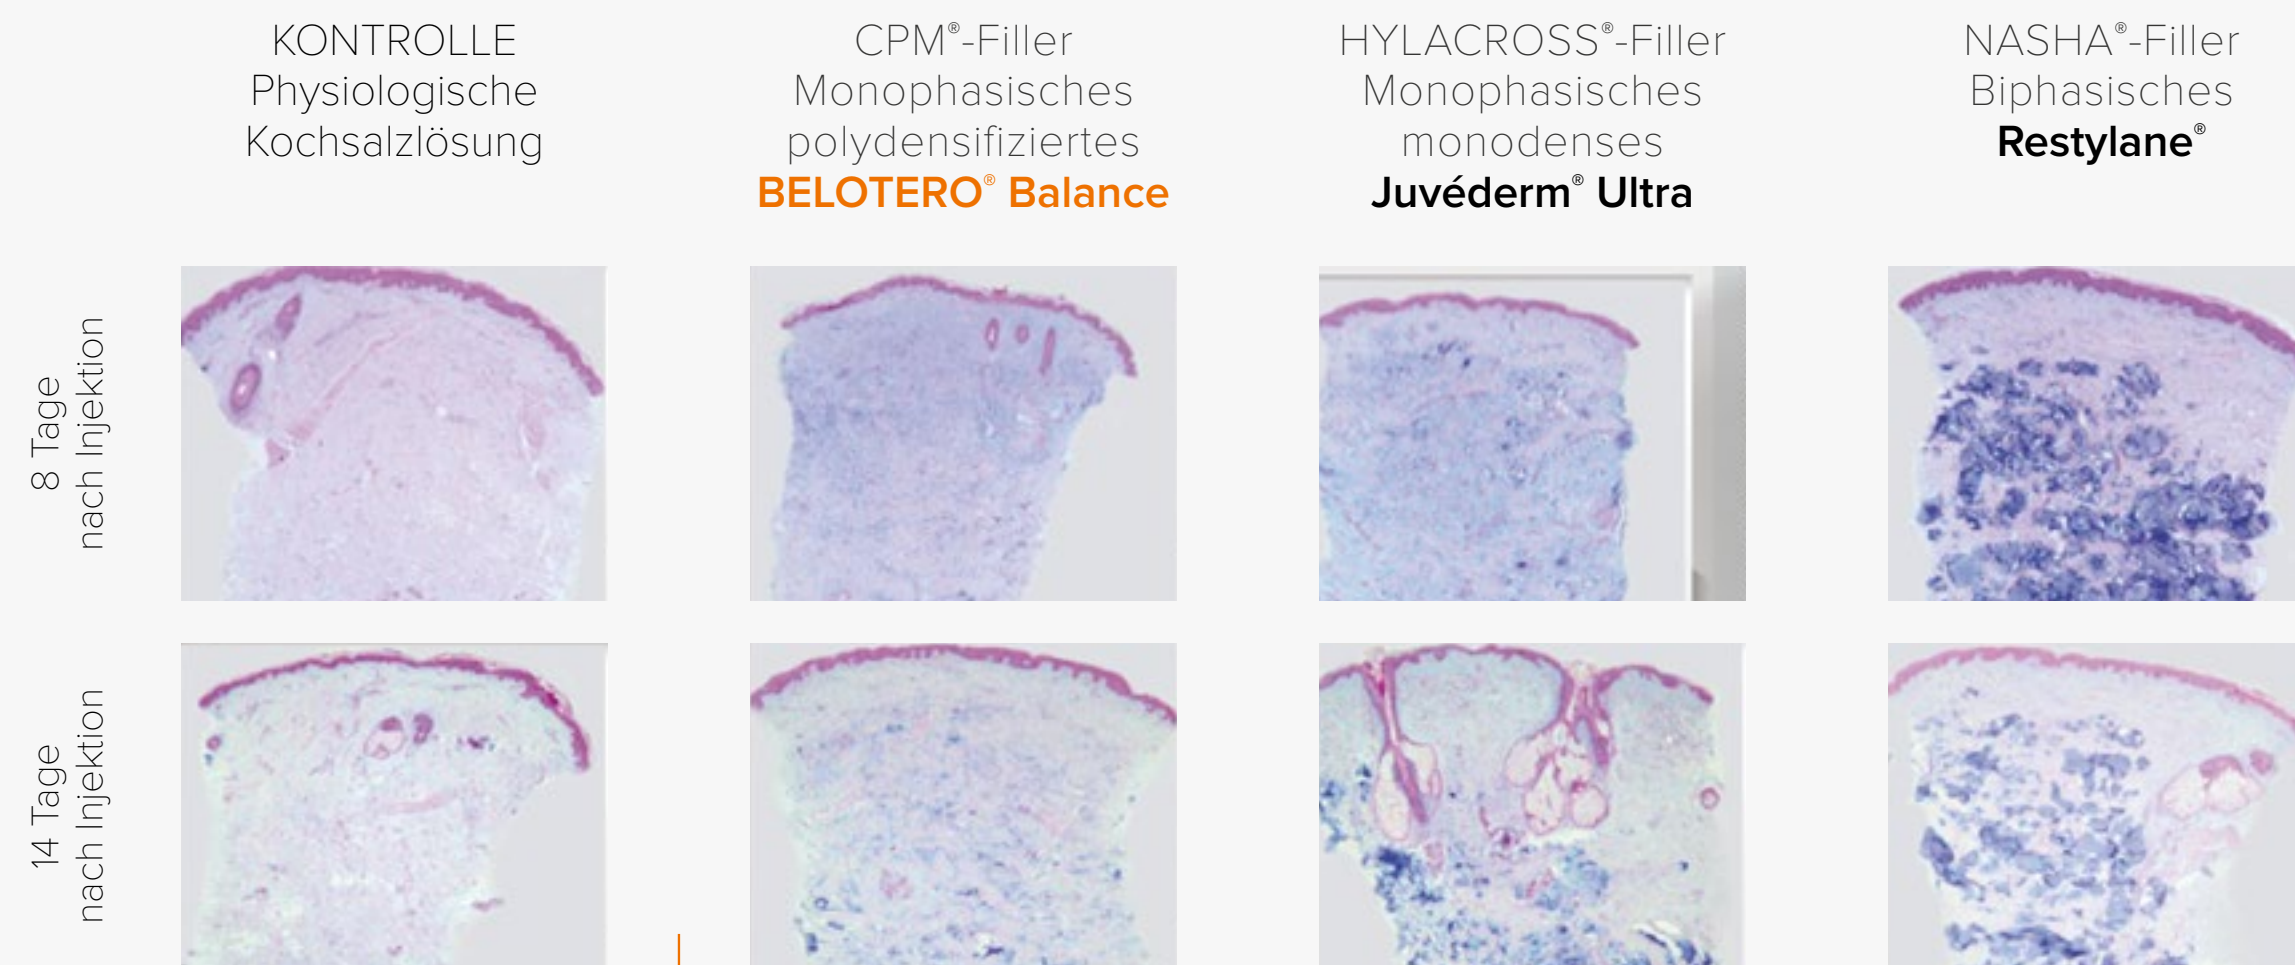 KONTROLLE
Physiologische
Kochsalzlösung
CPM®-Filler
Monophasisches
polydensifiziertes
BELOTERO® Balance
HYLACROSS®-Filler
Monophasisches
monodenses
Juvéderm® Ultra
NASHA®-Filler
Biphasisches
Restylane®
8 Tage
nach Injektion
14 Tage
nach Injektion